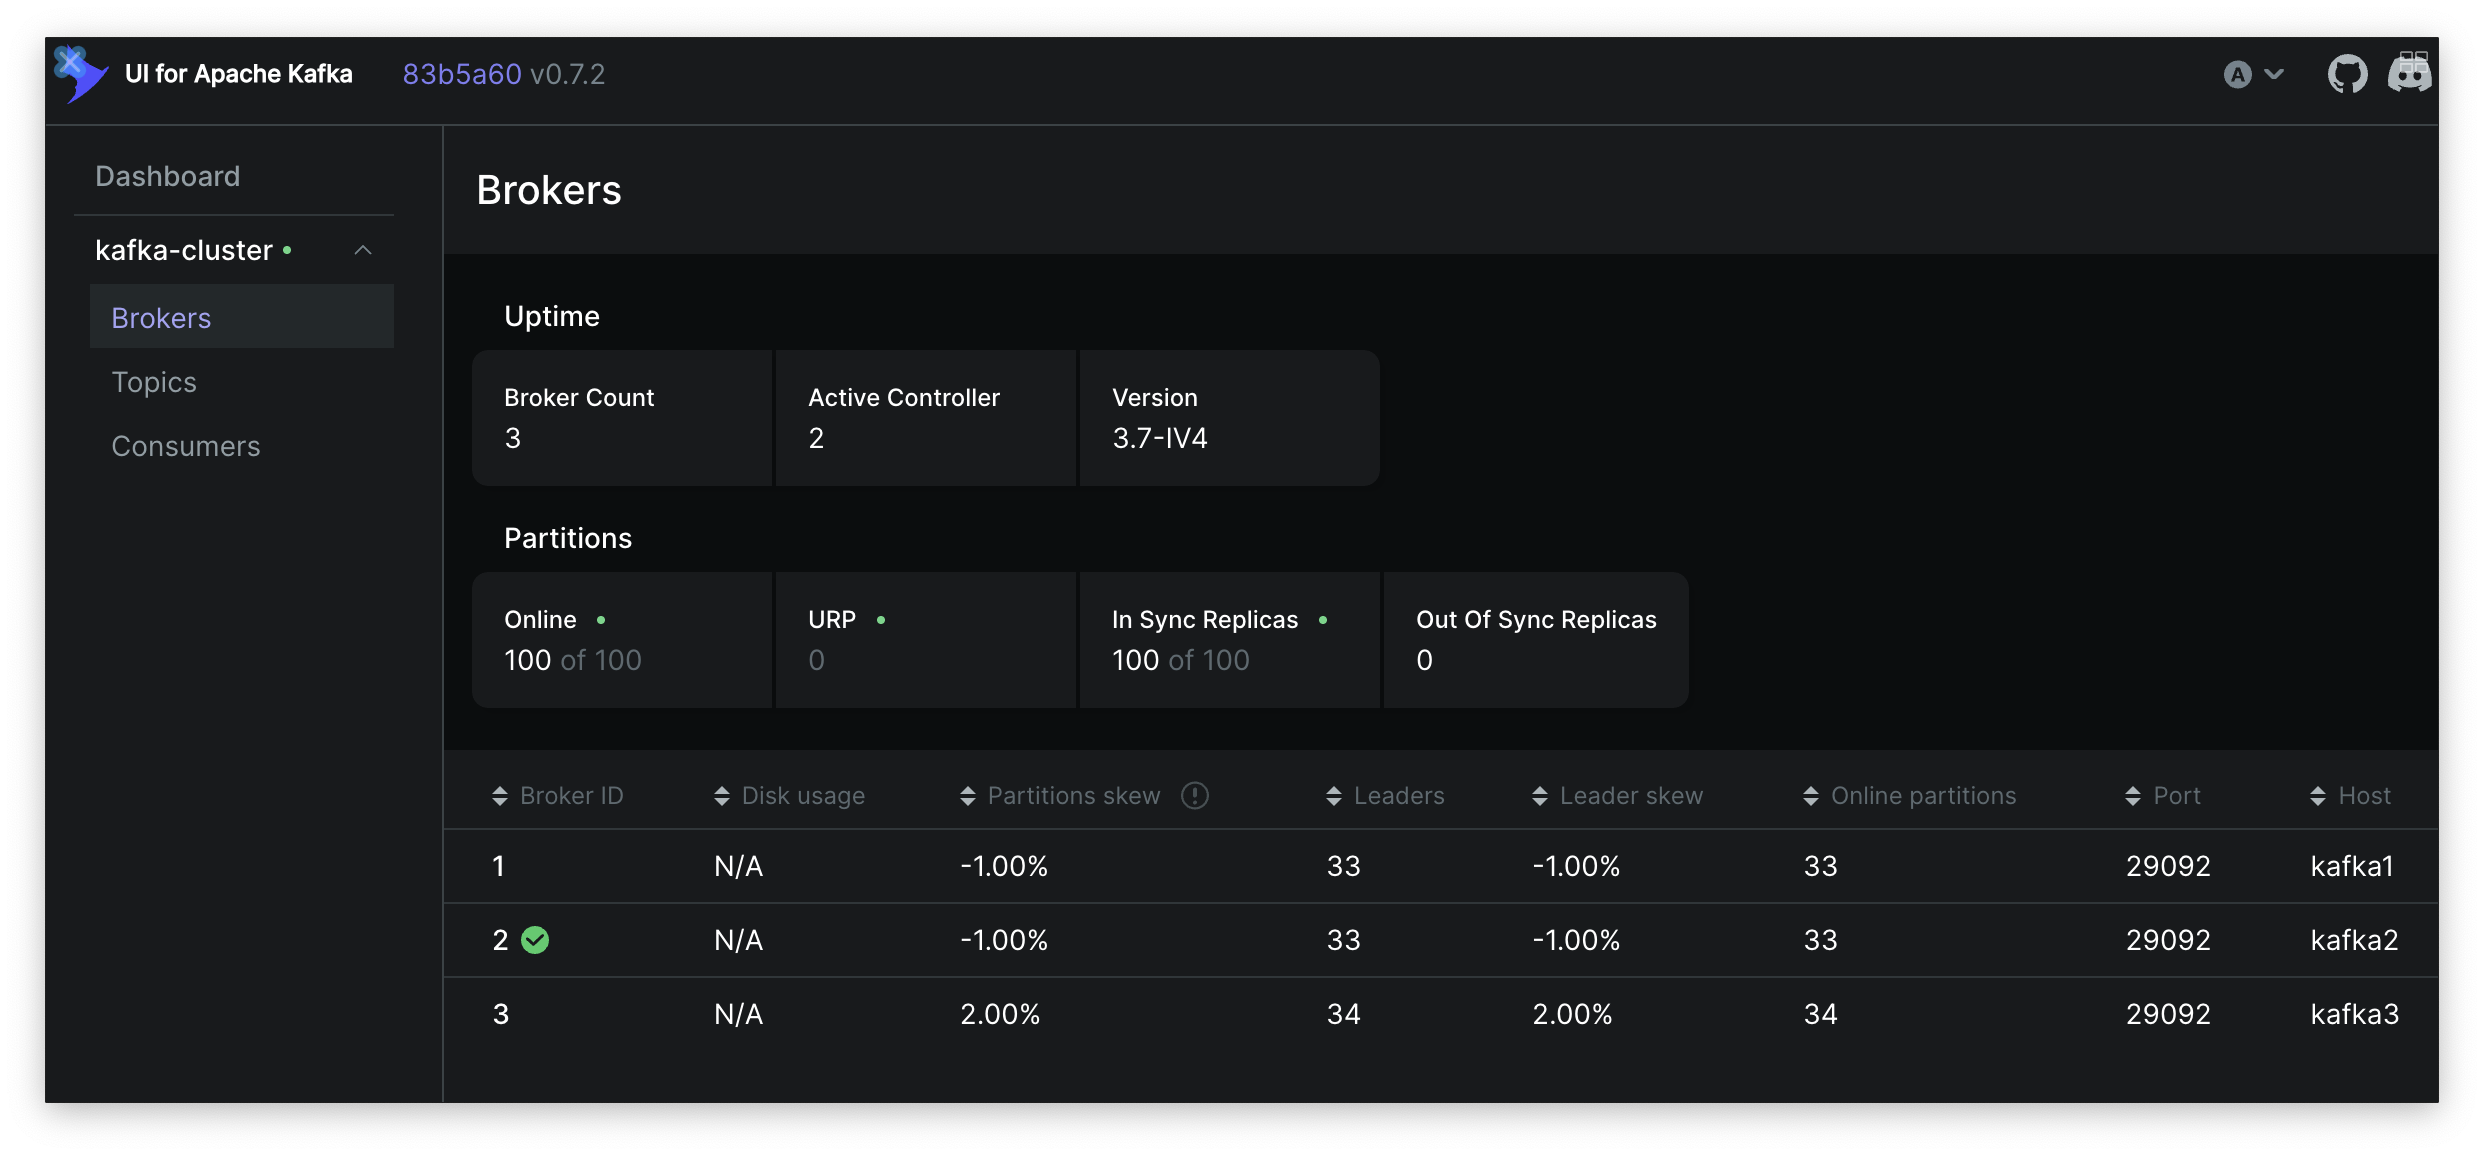 UI for Apache Kafka 83b5a60 v0.7.2 A
Dashboard
kafka-cluster
Brokers
Topics
Consumers
Brokers
Uptime
Broker Count Active Controller Version
3 2 3.7-IV4
Partitions
Online URP In Sync Replicas Out Of Sync Replicas
100 of 100 0 100 of 100 0
Broker ID Disk usage Partitions skew Leaders Leader skew Online partitions Port Host
1 N/A -1.00% 33 -1.00% 33 29092 kafka1
2 N/A -1.00% 33 -1.00% 33 29092 kafka2
3 N/A 2.00% 34 2.00% 34 29092 kafka3